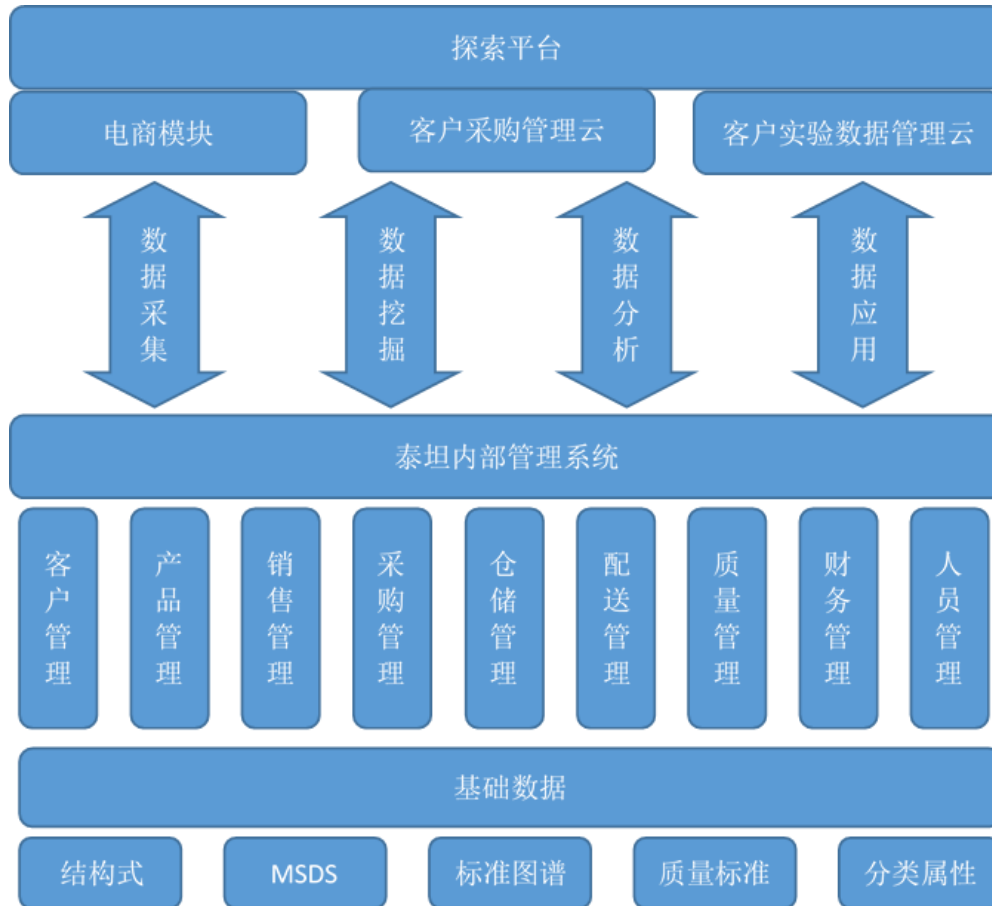 探索平台
电商模块
客户采购管理云
客户实验数据管理云
数据采集
数据挖掘
数据分析
数据应用
泰坦内部管理系统
客户管理
产品管理
销售管理
采购管理
仓储管理
配送管理
质量管理
财务管理
人员管理
基础数据
结构式
MSDS
标准图谱
质量标准
分类属性